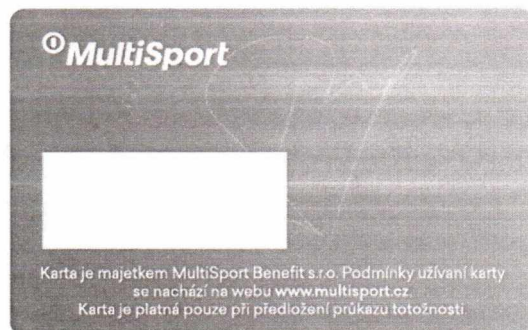 MultiSport
Karta je majetkem MultiSport Benefit s.r.o. Podmínky užívaní karty
se nachází na webu www.multisport.cz.
Karta je platná pouze při předložení průkazu totožnosti.